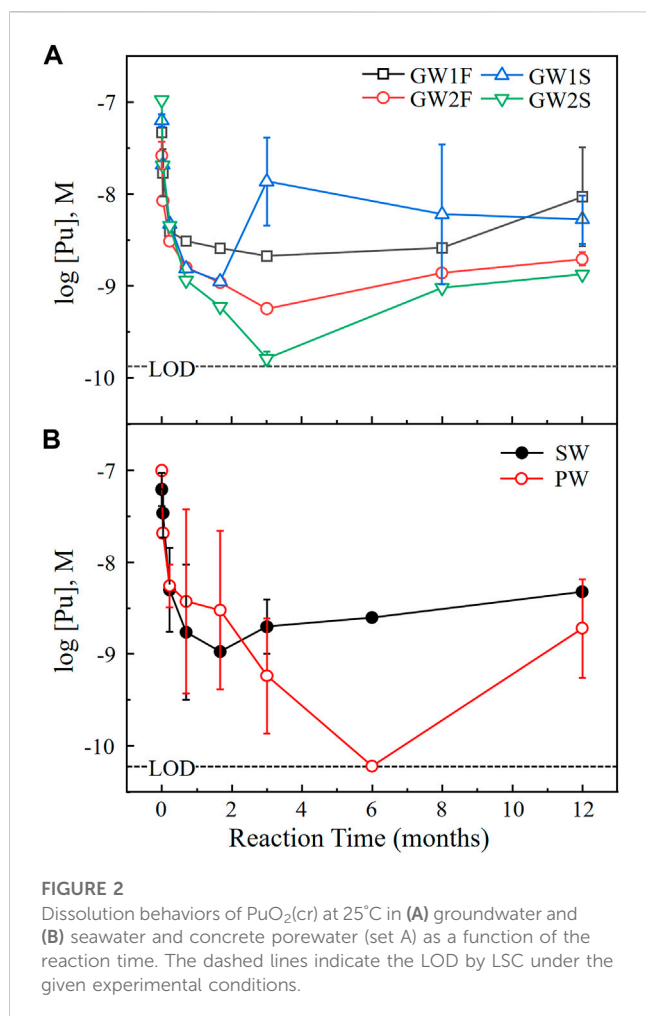 A
GW1F GW1S
GW2F GW2S
-7
-8
-9
-10
log [Pu], M
LOD
B
SW
PW
-7
-8
-9
-10
log [Pu], M
LOD
0 2 4 6 8 10 12
Reaction Time (months)
FIGURE 2
Dissolution behaviors of PuO₂(cr) at 25°C in (A) groundwater and
(B) seawater and concrete porewater (set A) as a function of the
reaction time. The dashed lines indicate the LOD by LSC under the
given experimental conditions.